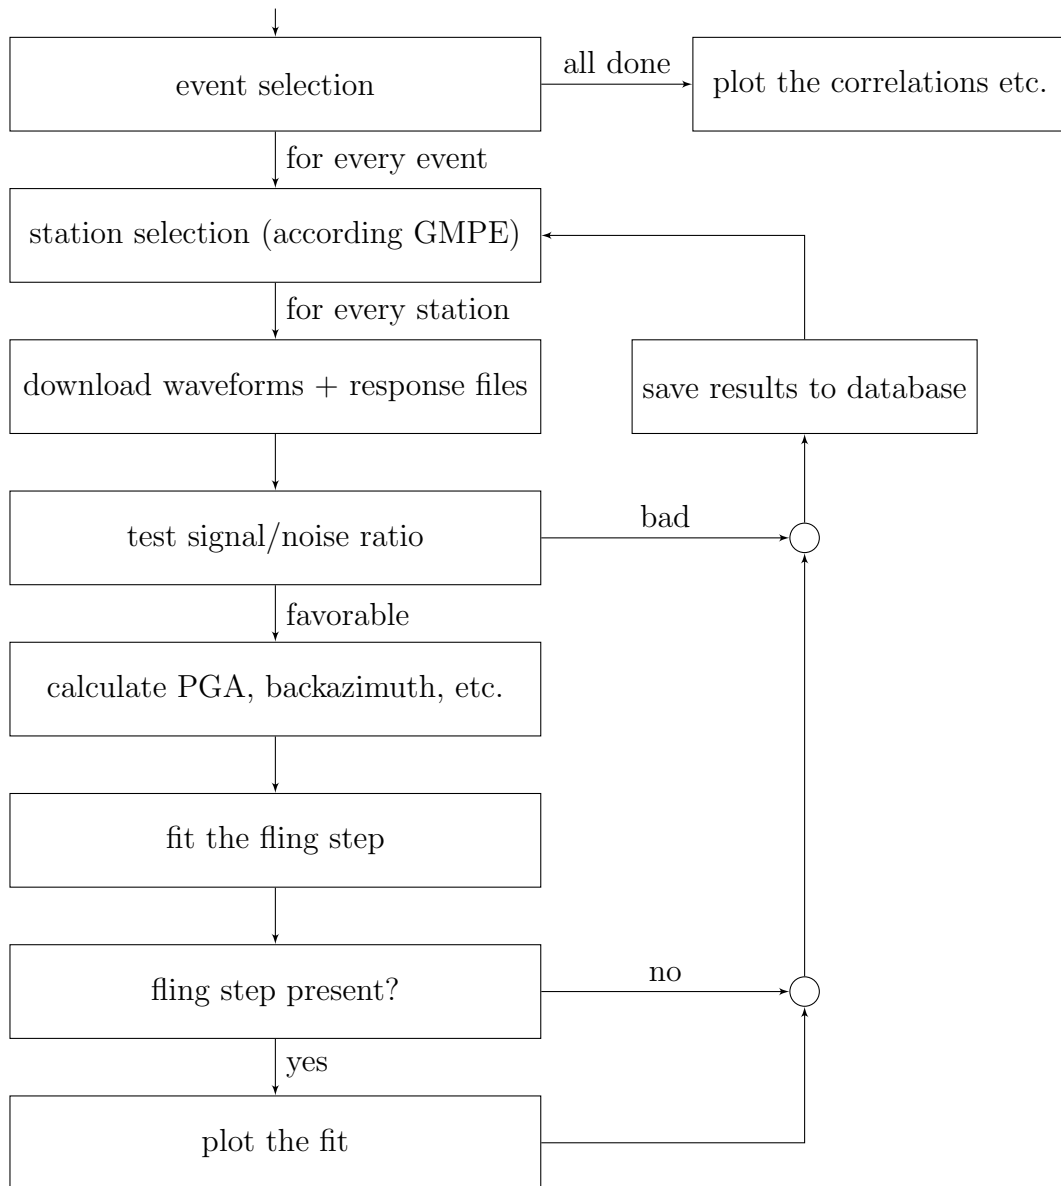 event selection
all done
plot the correlations etc.
for every event
station selection (according GMPE)
for every station
download waveforms + response files
save results to database
test signal/noise ratio
bad
favorable
calculate PGA, backazimuth, etc.
fit the fling step
fling step present?
no
yes
plot the fit